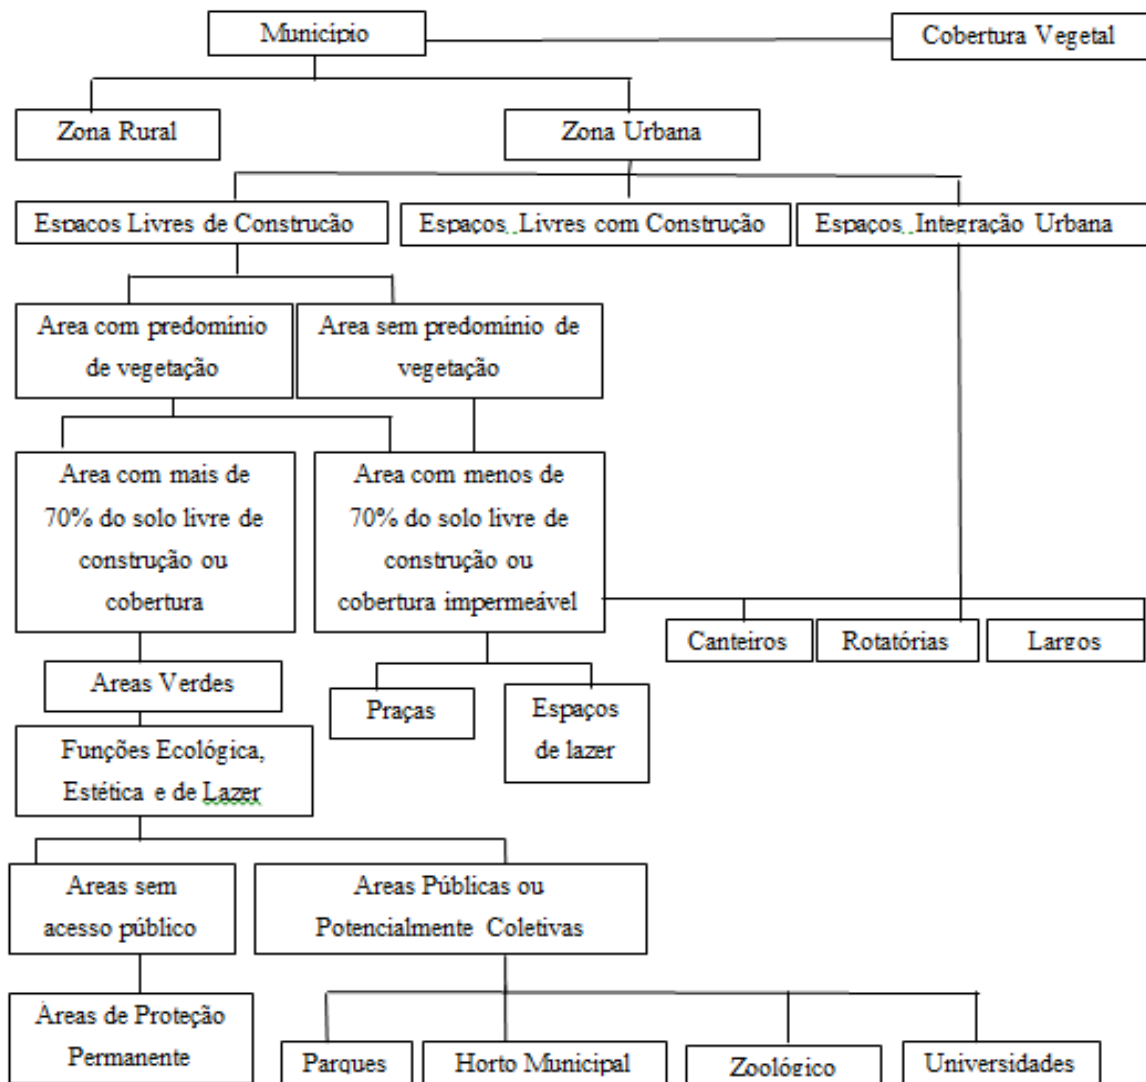 Município
Cobertura Vegetal
Zona Rural
Zona Urbana
Espaços Livres de Construção
Espaços Livres com Construção
Espaços Integração Urbana
Area com predomínio
de vegetação
Area sem predomínio de
vegetação
Area com mais de
70% do solo livre de
construção ou
cobertura
Area com menos de
70% do solo livre de
construção ou
cobertura impermeável
Canteiros
Rotatórias
Largos
Areas Verdes
Praças
Espaços
de lazer
Funções Ecológica,
Estética e de Lazer
Areas sem
acesso público
Areas Públicas ou
Potencialmente Coletivas
Áreas de Proteção
Permanente
Parques
Horto Municipal
Zoológico
Universidades